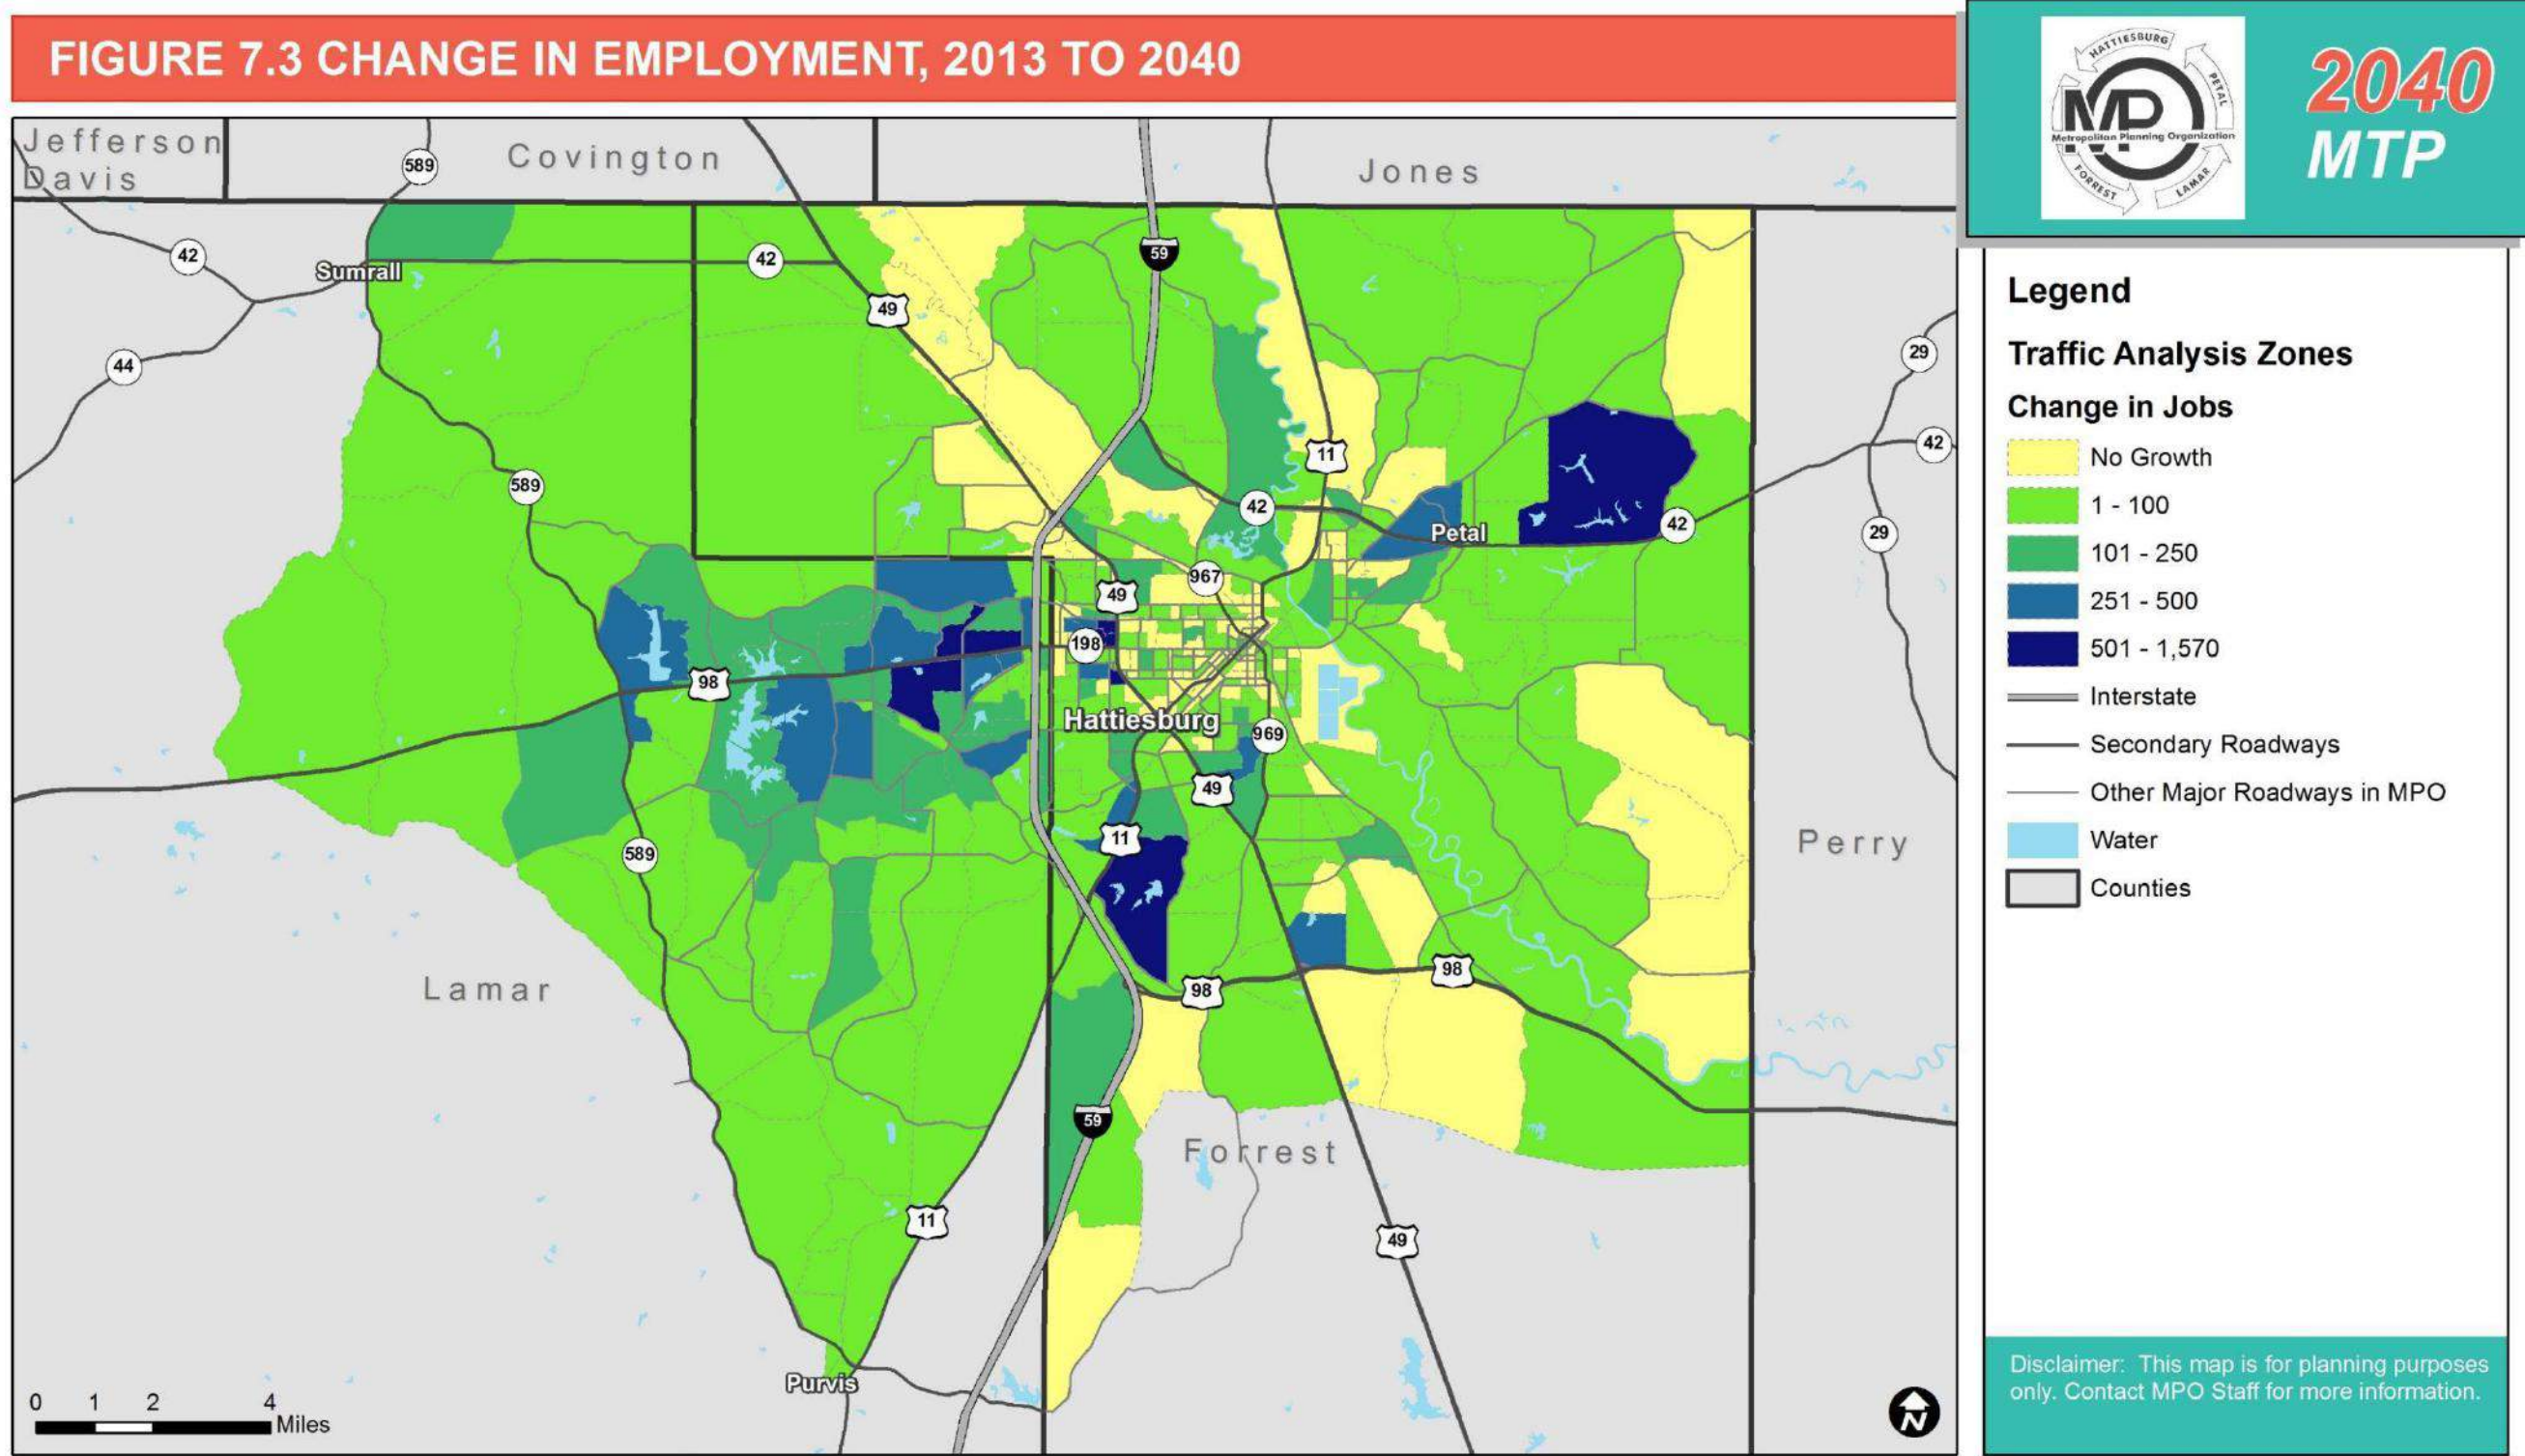 FIGURE 7.3 CHANGE IN EMPLOYMENT, 2013 TO 2040
HATTIESBURG
PETAL
MP
Metropolitan Planning Organization
FORREST
LAMAR
2040
MTP
Jefferson
Davis
Covington
Jones
589
59
42
Sumrall
42
49
44
29
11
42
589
42
Petal
42
29
967
49
198
98
Hattiesburg
969
49
11
589
Perry
98
98
Lamar
59
Forrest
11
49
Purvis
0 1 2 4
Miles
N
Legend
Traffic Analysis Zones
Change in Jobs
No Growth
1 - 100
101 - 250
251 - 500
501 - 1,570
Interstate
Secondary Roadways
Other Major Roadways in MPO
Water
Counties
Disclaimer: This map is for planning purposes
only. Contact MPO Staff for more information.